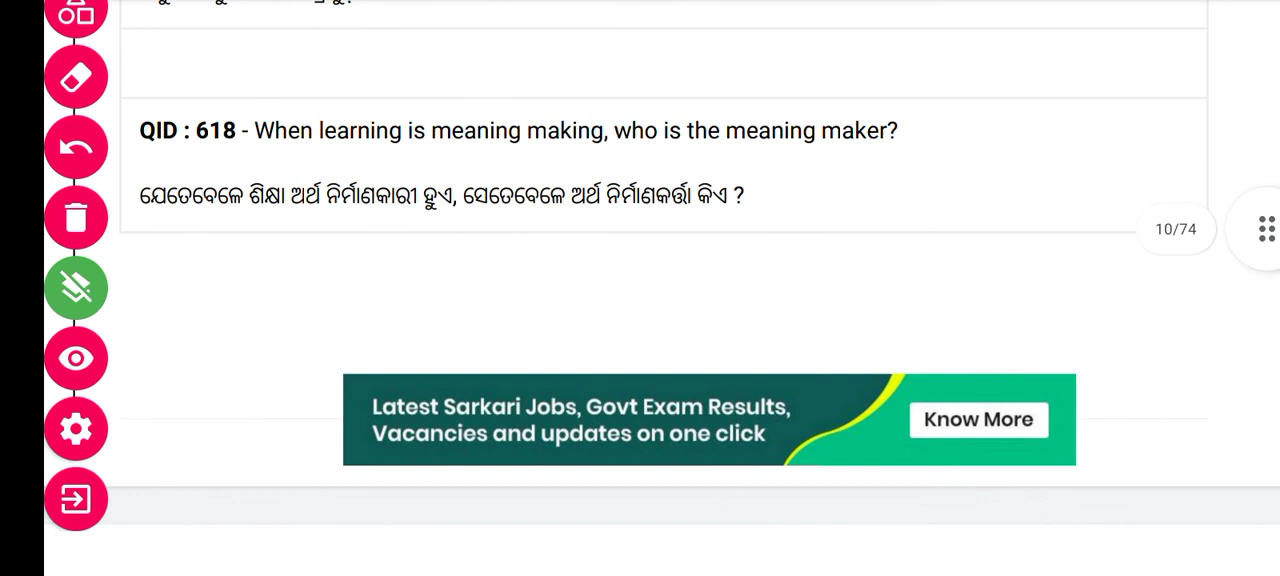 QID : 618 - When learning is meaning making, who is the meaning maker?
ଯେତେବେଳେ ଶିକ୍ଷା ଅର୍ଥ ନିର୍ମାଣକାରୀ ହୁଏ, ସେତେବେଳେ ଅର୍ଥ ନିର୍ମାଣକର୍ତ୍ତା କିଏ ?
10/74
Latest Sarkari Jobs, Govt Exam Results,
Vacancies and updates on one click
Know More